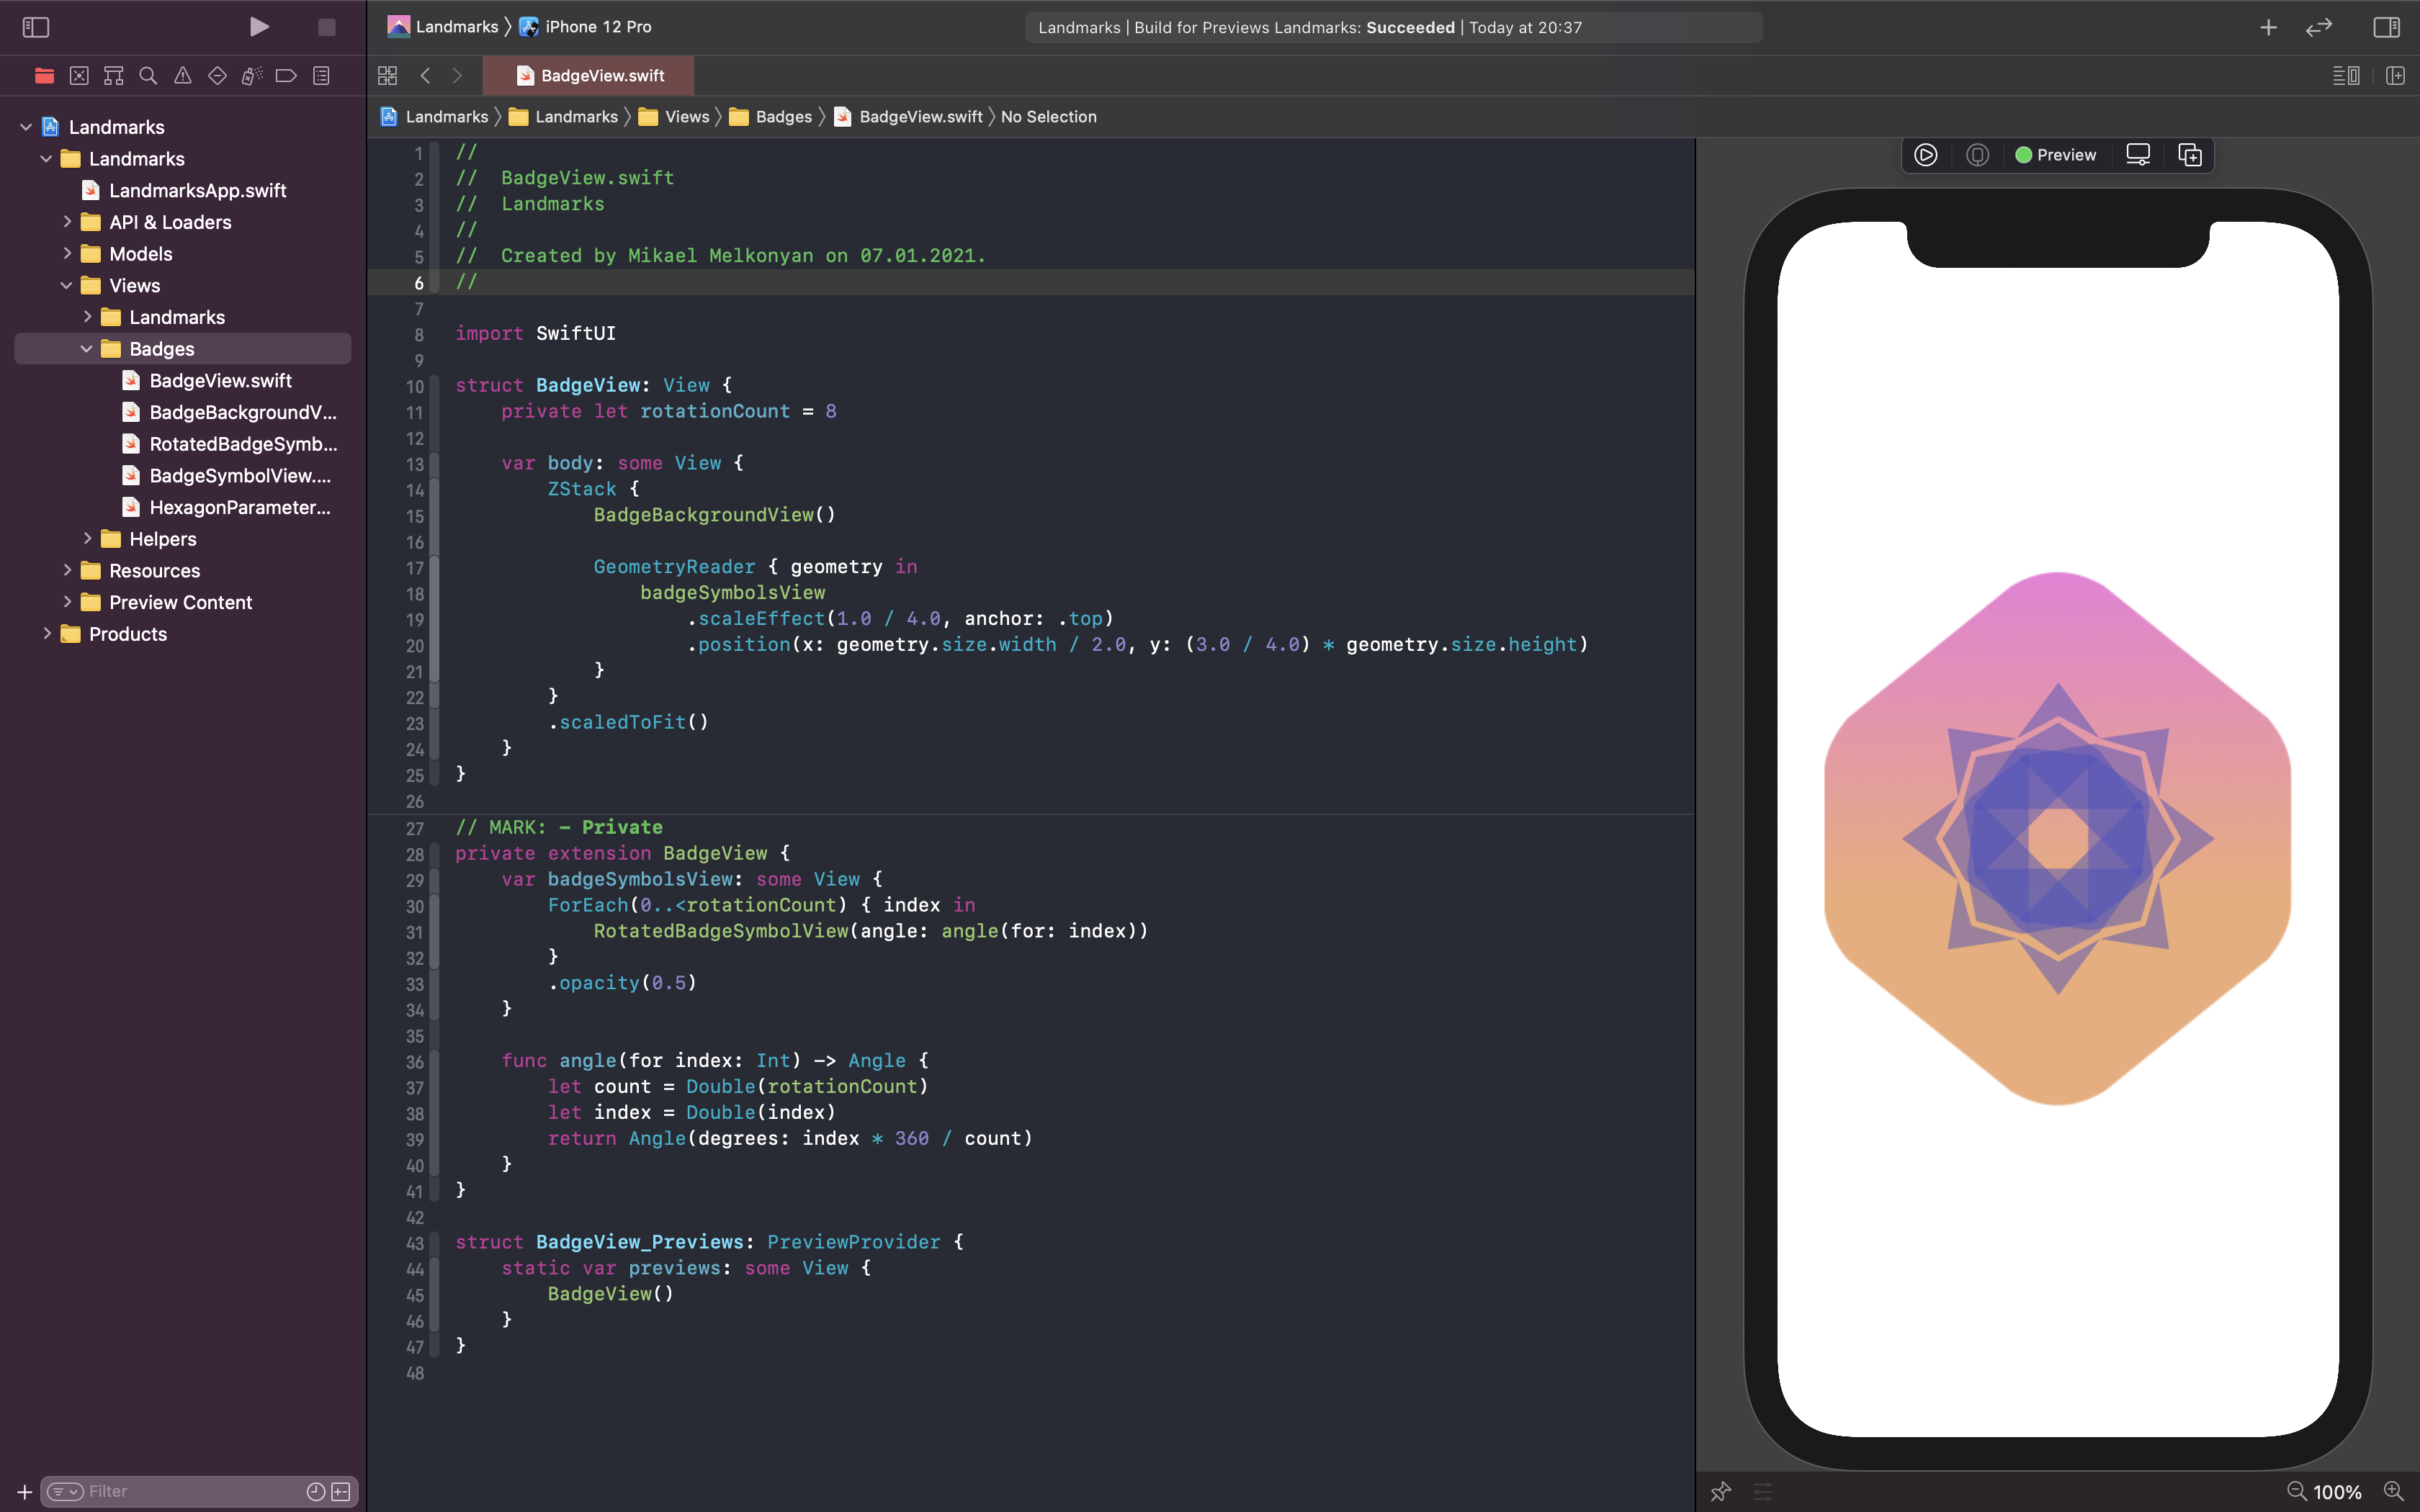 Landmarks 〉 iPhone 12 Pro
Landmarks | Build for Previews Landmarks: Succeeded | Today at 20:37
BadgeView.swift
Landmarks 〉 Landmarks 〉 Views 〉 Badges 〉 BadgeView.swift 〉 No Selection
Landmarks
Landmarks
LandmarksApp.swift
API & Loaders
Models
Views
Landmarks
Badges
BadgeView.swift
BadgeBackgroundV...
RotatedBadgeSymb...
BadgeSymbolView....
HexagonParameter...
Helpers
Resources
Preview Content
Products
Filter
1 //
2 //  BadgeView.swift
3 //  Landmarks
4 //
5 //  Created by Mikael Melkonyan on 07.01.2021.
6 //
7
8 import SwiftUI
9
10 struct BadgeView: View {
11     private let rotationCount = 8
12
13     var body: some View {
14         ZStack {
15             BadgeBackgroundView()
16
17             GeometryReader { geometry in
18                 badgeSymbolsView
19                     .scaleEffect(1.0 / 4.0, anchor: .top)
20                     .position(x: geometry.size.width / 2.0, y: (3.0 / 4.0) * geometry.size.height)
21             }
22         }
23         .scaledToFit()
24     }
25 }
26
27 // MARK: - Private
28 private extension BadgeView {
29     var badgeSymbolsView: some View {
30         ForEach(0..<rotationCount) { index in
31             RotatedBadgeSymbolView(angle: angle(for: index))
32         }
33         .opacity(0.5)
34     }
35
36     func angle(for index: Int) -> Angle {
37         let count = Double(rotationCount)
38         let index = Double(index)
39         return Angle(degrees: index * 360 / count)
40     }
41 }
42
43 struct BadgeView_Previews: PreviewProvider {
44     static var previews: some View {
45         BadgeView()
46     }
47 }
48
Preview
100%